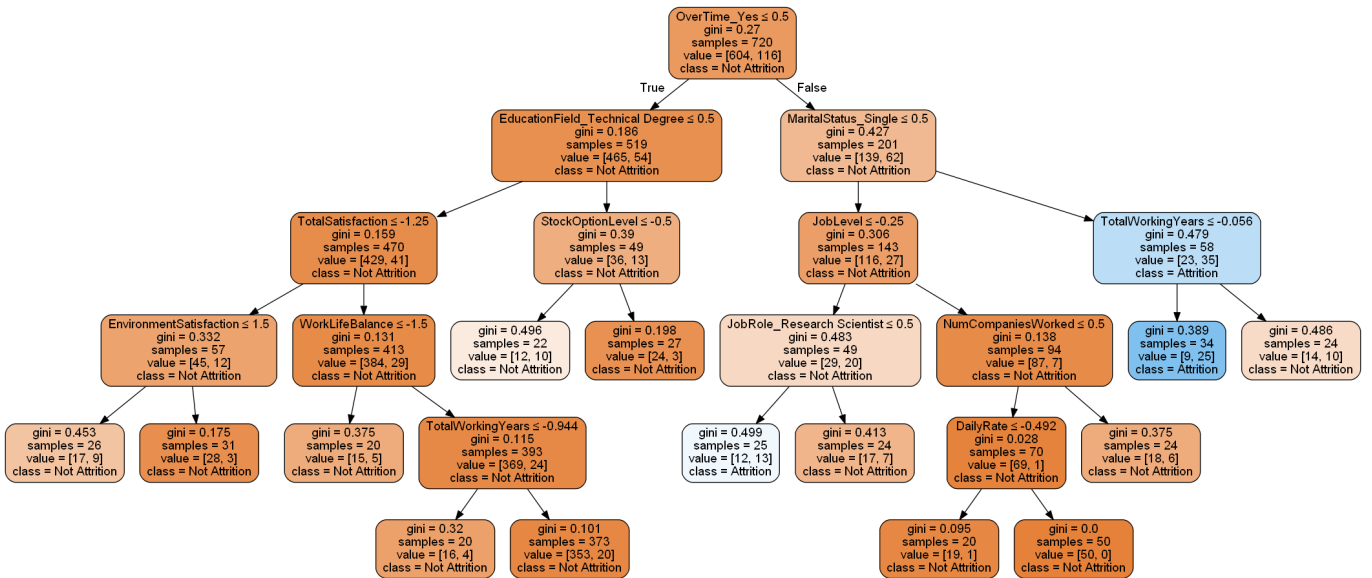 OverTime_Yes ≤ 0.5
gini = 0.27
samples = 720
value = [604, 116]
class = Not Attrition
True
False
EducationField_Technical Degree ≤ 0.5
gini = 0.186
samples = 519
value = [465, 54]
class = Not Attrition
MaritalStatus_Single ≤ 0.5
gini = 0.427
samples = 201
value = [139, 62]
class = Not Attrition
TotalSatisfaction ≤ -1.25
gini = 0.159
samples = 470
value = [429, 41]
class = Not Attrition
StockOptionLevel ≤ -0.5
gini = 0.39
samples = 49
value = [36, 13]
class = Not Attrition
JobLevel ≤ -0.25
gini = 0.306
samples = 143
value = [116, 27]
class = Not Attrition
TotalWorkingYears ≤ -0.056
gini = 0.479
samples = 58
value = [23, 35]
class = Attrition
EnvironmentSatisfaction ≤ 1.5
gini = 0.332
samples = 57
value = [45, 12]
class = Not Attrition
WorkLifeBalance ≤ -1.5
gini = 0.131
samples = 413
value = [384, 29]
class = Not Attrition
gini = 0.496
samples = 22
value = [12, 10]
class = Not Attrition
gini = 0.198
samples = 27
value = [24, 3]
class = Not Attrition
JobRole_Research Scientist ≤ 0.5
gini = 0.483
samples = 49
value = [29, 20]
class = Not Attrition
NumCompaniesWorked ≤ 0.5
gini = 0.138
samples = 94
value = [87, 7]
class = Not Attrition
gini = 0.389
samples = 34
value = [9, 25]
class = Attrition
gini = 0.486
samples = 24
value = [14, 10]
class = Not Attrition
gini = 0.453
samples = 26
value = [17, 9]
class = Not Attrition
gini = 0.175
samples = 31
value = [28, 3]
class = Not Attrition
gini = 0.375
samples = 20
value = [15, 5]
class = Not Attrition
TotalWorkingYears ≤ -0.944
gini = 0.115
samples = 393
value = [369, 24]
class = Not Attrition
gini = 0.499
samples = 25
value = [12, 13]
class = Attrition
gini = 0.413
samples = 24
value = [17, 7]
class = Not Attrition
DailyRate ≤ -0.492
gini = 0.028
samples = 70
value = [69, 1]
class = Not Attrition
gini = 0.375
samples = 24
value = [18, 6]
class = Not Attrition
gini = 0.32
samples = 20
value = [16, 4]
class = Not Attrition
gini = 0.101
samples = 373
value = [353, 20]
class = Not Attrition
gini = 0.095
samples = 20
value = [19, 1]
class = Not Attrition
gini = 0.0
samples = 50
value = [50, 0]
class = Not Attrition